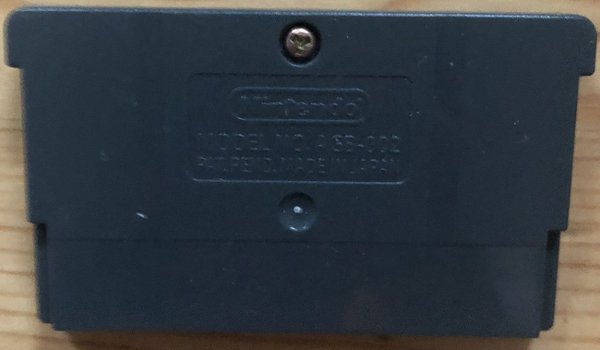 Nintendo
MODEL NO. AGB-002
PAT. PEND. MADE IN JAPAN